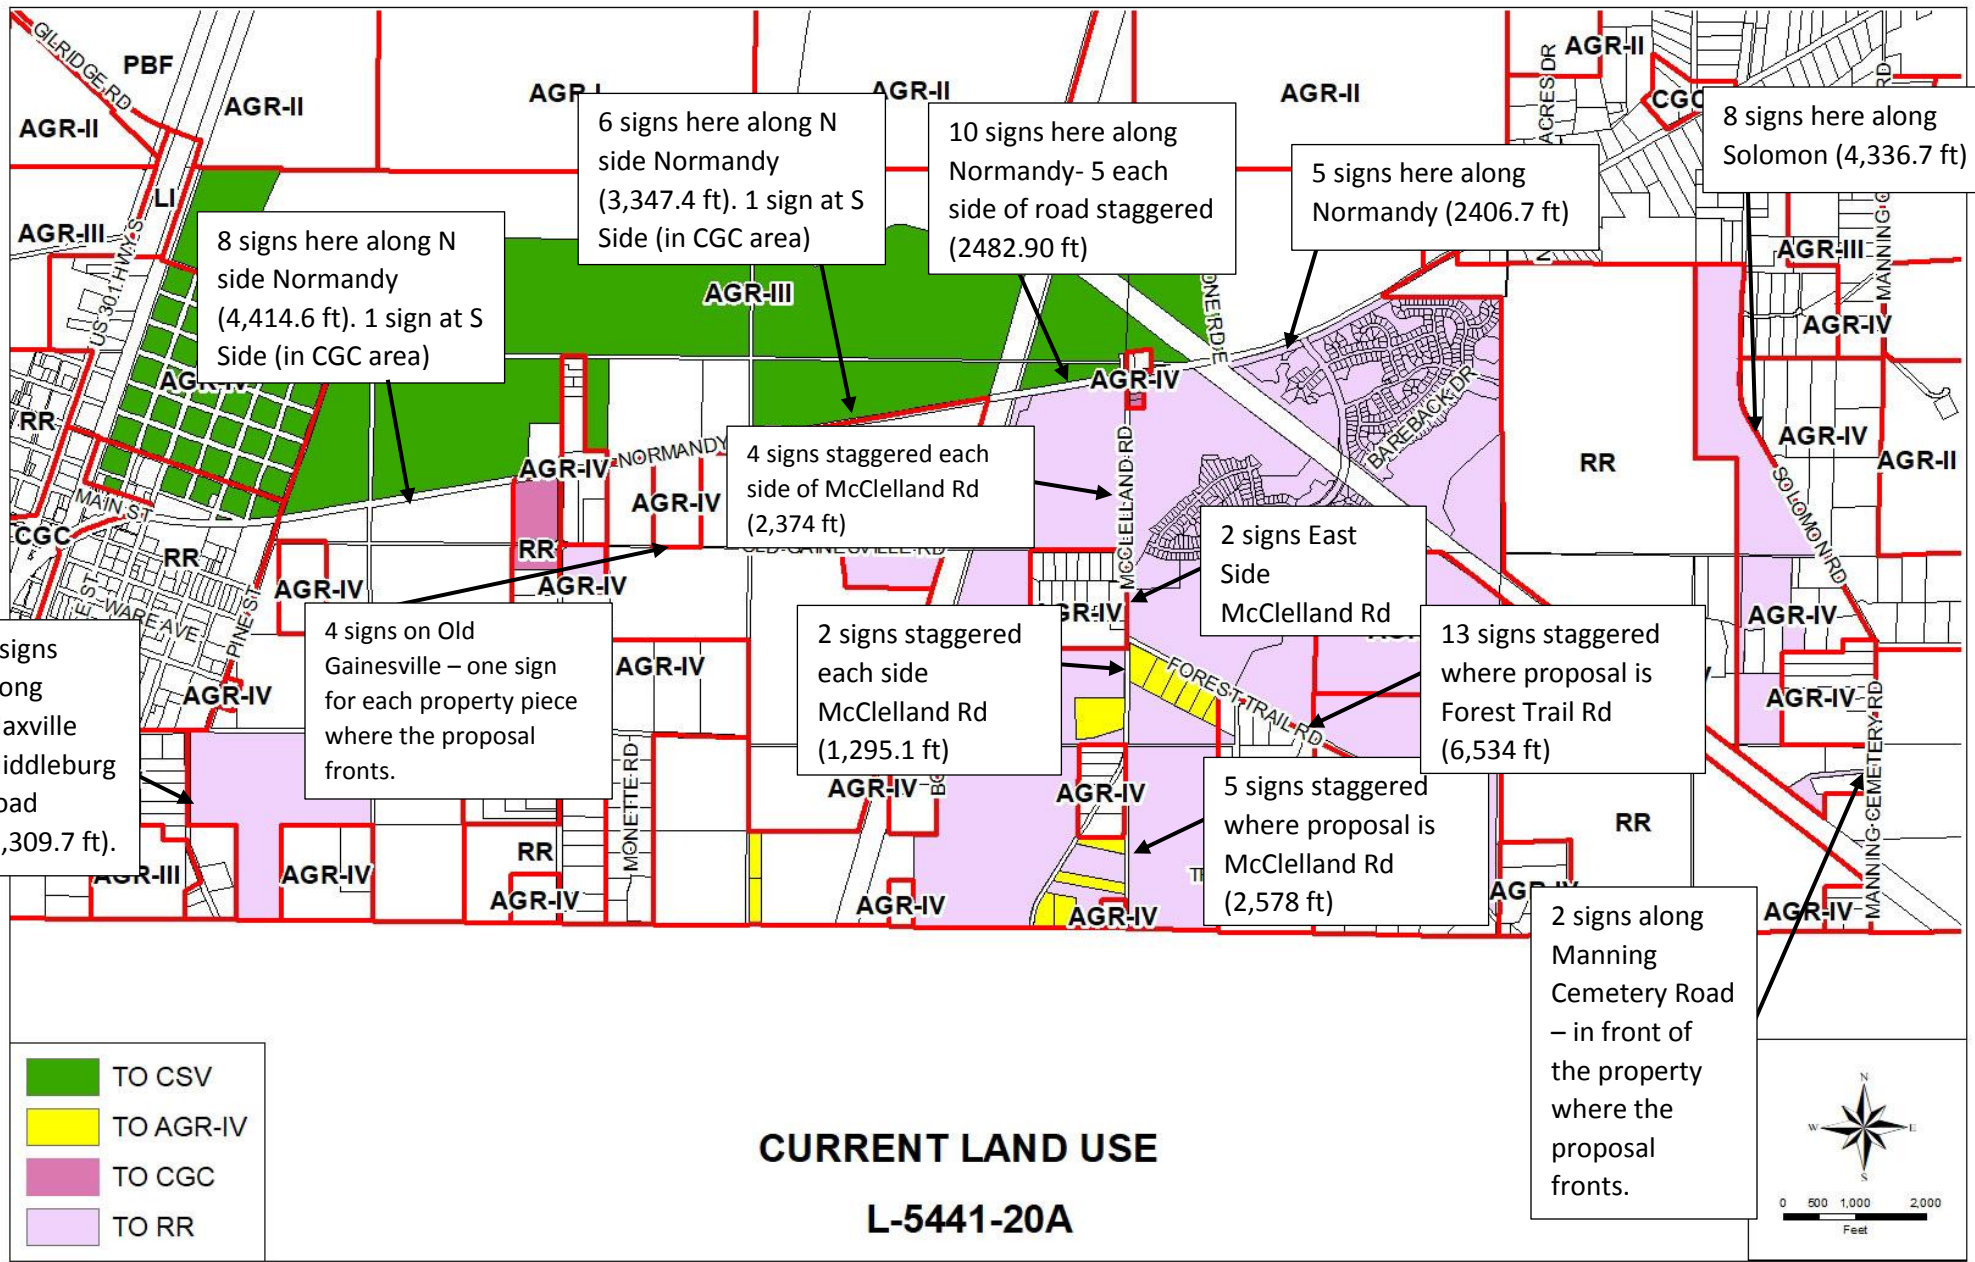 GILRIDGE RD
PBF
AGR-II
AGR-II
AGR-II
AGR-II
AGR-II
CGC
ACRES DR
6 signs here along N
side Normandy
(3,347.4 ft). 1 sign at S
Side (in CGC area)
10 signs here along
Normandy- 5 each
side of road staggered
(2482.90 ft)
5 signs here along
Normandy (2406.7 ft)
8 signs here along
Solomon (4,336.7 ft)
LI
AGR-III
US 301 HWY S
8 signs here along N
side Normandy
(4,414.6 ft). 1 sign at S
Side (in CGC area)
AGR-III
AGR-III
AGR-IV
AGR-IV
AGR-IV
RR
NORMANDY
AGR-IV
AGR-IV
4 signs staggered each
side of McClelland Rd
(2,374 ft)
MCCLELLAND RD
BAREBACK DR
RR
AGR-IV
AGR-II
SOLOMON RD
MAIN ST
CGC
RR
RR
AGR-IV
AGR-IV
2 signs East
Side
McClelland Rd
WARE AVE
PINE ST
AGR-IV
AGR-IV
signs
ong
axville
iddleburg
oad
,309.7 ft).
4 signs on Old
Gainesville – one sign
for each property piece
where the proposal
fronts.
AGR-IV
AGR-IV
2 signs staggered
each side
McClelland Rd
(1,295.1 ft)
FOREST TRAIL RD
13 signs staggered
where proposal is
Forest Trail Rd
(6,534 ft)
AGR-IV
MANNING CEMETERY RD
MONETTE RD
AGR-IV
AGR-IV
5 signs staggered
where proposal is
McClelland Rd
(2,578 ft)
RR
RR
AGR-III
AGR-IV
AGR-IV
AGR-IV
AGR-IV
AGR-IV
AGR-IV
2 signs along
Manning
Cemetery Road
– in front of
the property
where the
proposal
fronts.
TO CSV
TO AGR-IV
TO CGC
TO RR
CURRENT LAND USE
L-5441-20A
N
W
E
S
0 500 1,000 2,000
Feet